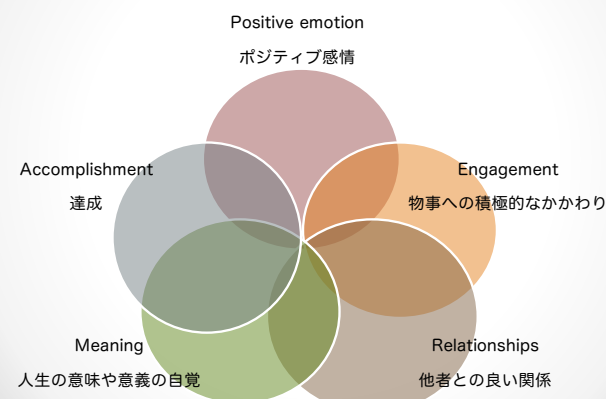 Positive emotion
ポジティブ感情
Accomplishment
達成
Engagement
物事への積極的なかかわり
Meaning
人生の意味や意義の自覚
Relationships
他者との良い関係